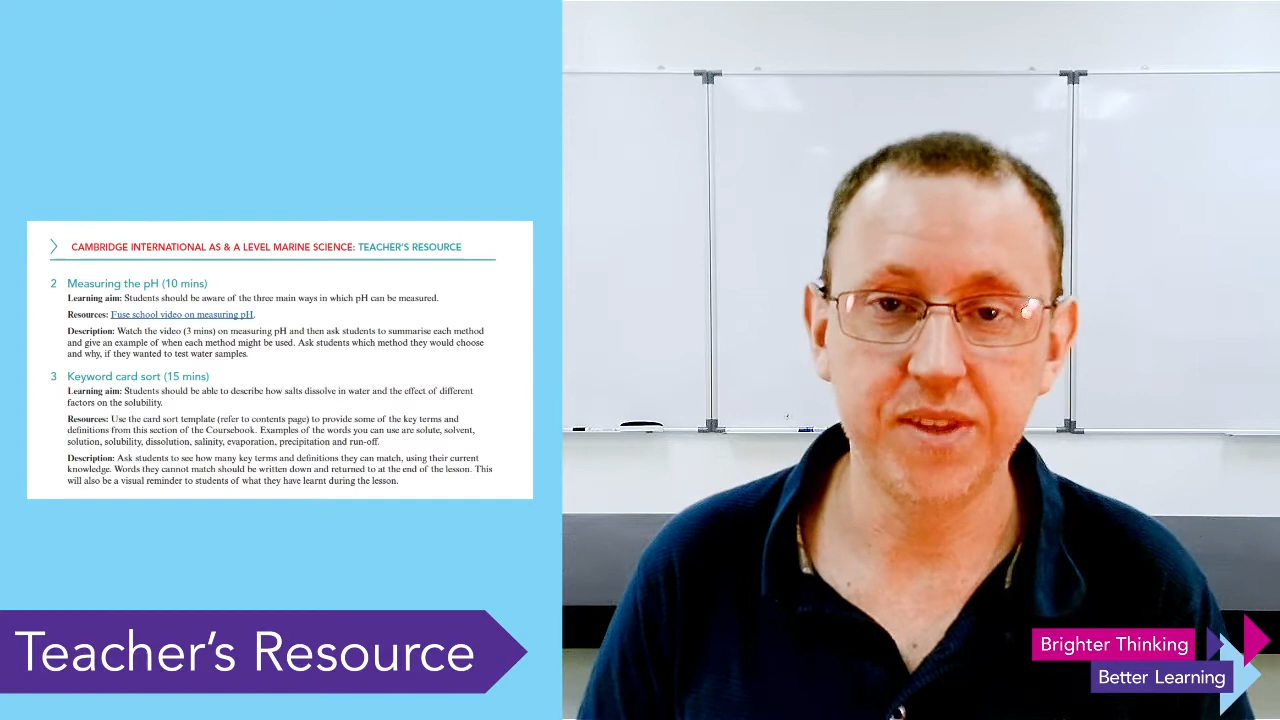 CAMBRIDGE INTERNATIONAL AS & A LEVEL MARINE SCIENCE: TEACHER'S RESOURCE
2 Measuring the pH (10 mins)
Learning aim: Students should be aware of the three main ways in which pH can be measured.
Resources: Fuse school video on measuring pH.
Description: Watch the video (3 mins) on measuring pH and then ask students to summarise each method
and give an example of when each method might be used. Ask students which method they would choose
and why, if they wanted to test water samples.
3 Keyword card sort (15 mins)
Learning aim: Students should be able to describe how salts dissolve in water and the effect of different
factors on the solubility.
Resources: Use the card sort template (refer to contents page) to provide some of the key terms and
definitions from this section of the Coursebook. Examples of the words you can use are solute, solvent,
solution, solubility, dissolution, salinity, evaporation, precipitation and run-off.
Description: Ask students to see how many key terms and definitions they can match, using their current
knowledge. Words they cannot match should be written down and returned to at the end of the lesson. This
will also be a visual reminder to students of what they have learnt during the lesson.
Teacher's Resource
Brighter Thinking
Better Learning